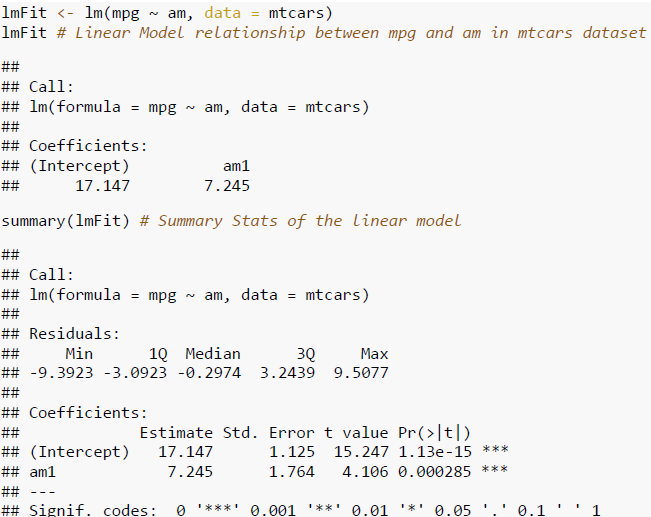 lmFit <- lm(mpg ~ am, data = mtcars)
lmFit # Linear Model relationship between mpg and am in mtcars dataset
##
## Call:
## lm(formula = mpg ~ am, data = mtcars)
##
## Coefficients:
## (Intercept)          am1
##      17.147        7.245
summary(lmFit) # Summary Stats of the linear model
##
## Call:
## lm(formula = mpg ~ am, data = mtcars)
##
## Residuals:
##     Min      1Q  Median      3Q     Max
## -9.3923 -3.0923 -0.2974  3.2439  9.5077
##
## Coefficients:
##             Estimate Std. Error t value Pr(>|t|)
## (Intercept)   17.147      1.125  15.247 1.13e-15 ***
## am1            7.245      1.764   4.106 0.000285 ***
## ---
## Signif. codes:  0 '***' 0.001 '**' 0.01 '*' 0.05 '.' 0.1 ' ' 1